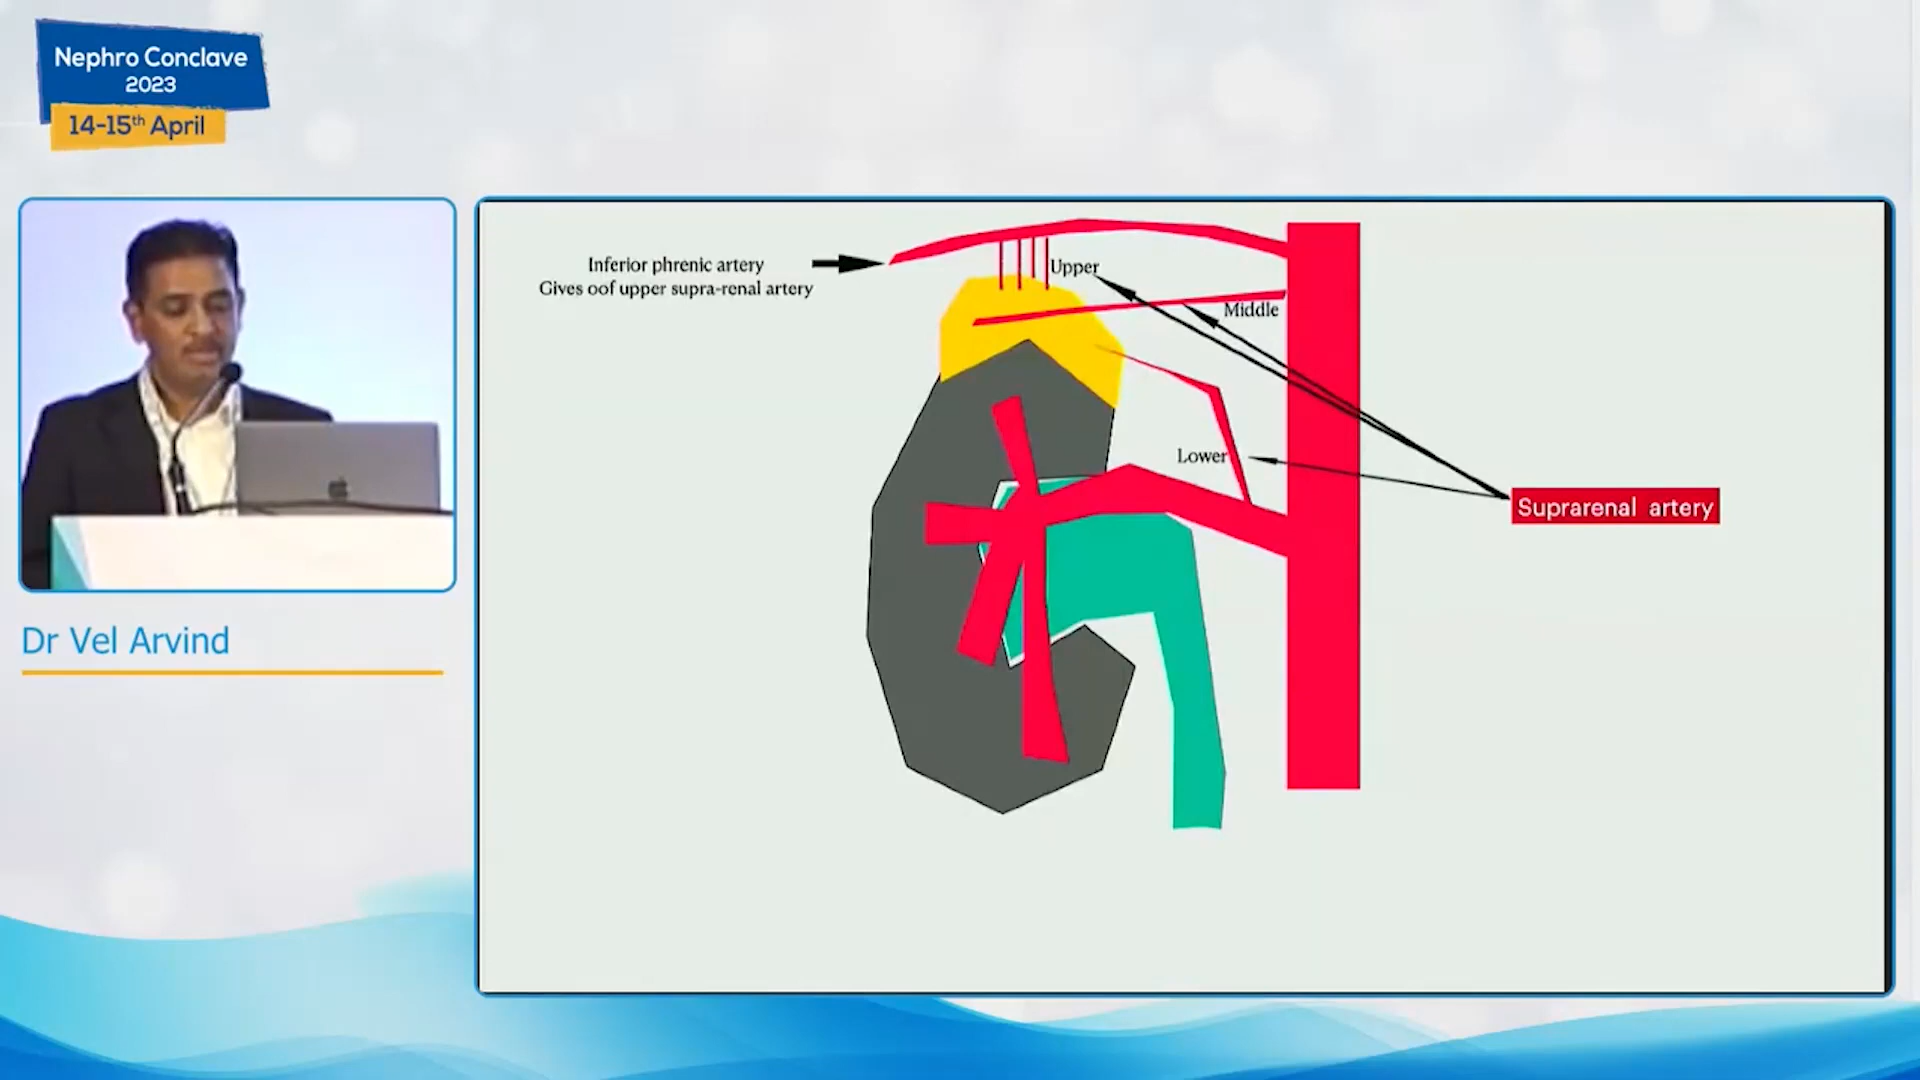 Nephro Conclave
2023
14-15th April
Inferior phrenic artery
Gives oof upper supra-renal artery
Upper
Middle
Lower
Suprarenal artery
Dr Vel Arvind